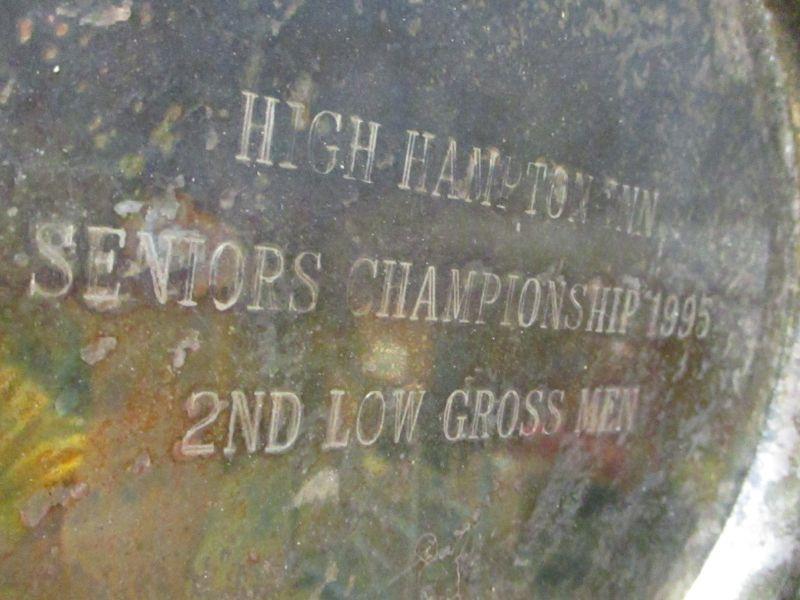 HIGH HAMPTON INN
SENIORS CHAMPIONSHIP 1995
2ND LOW GROSS MEN